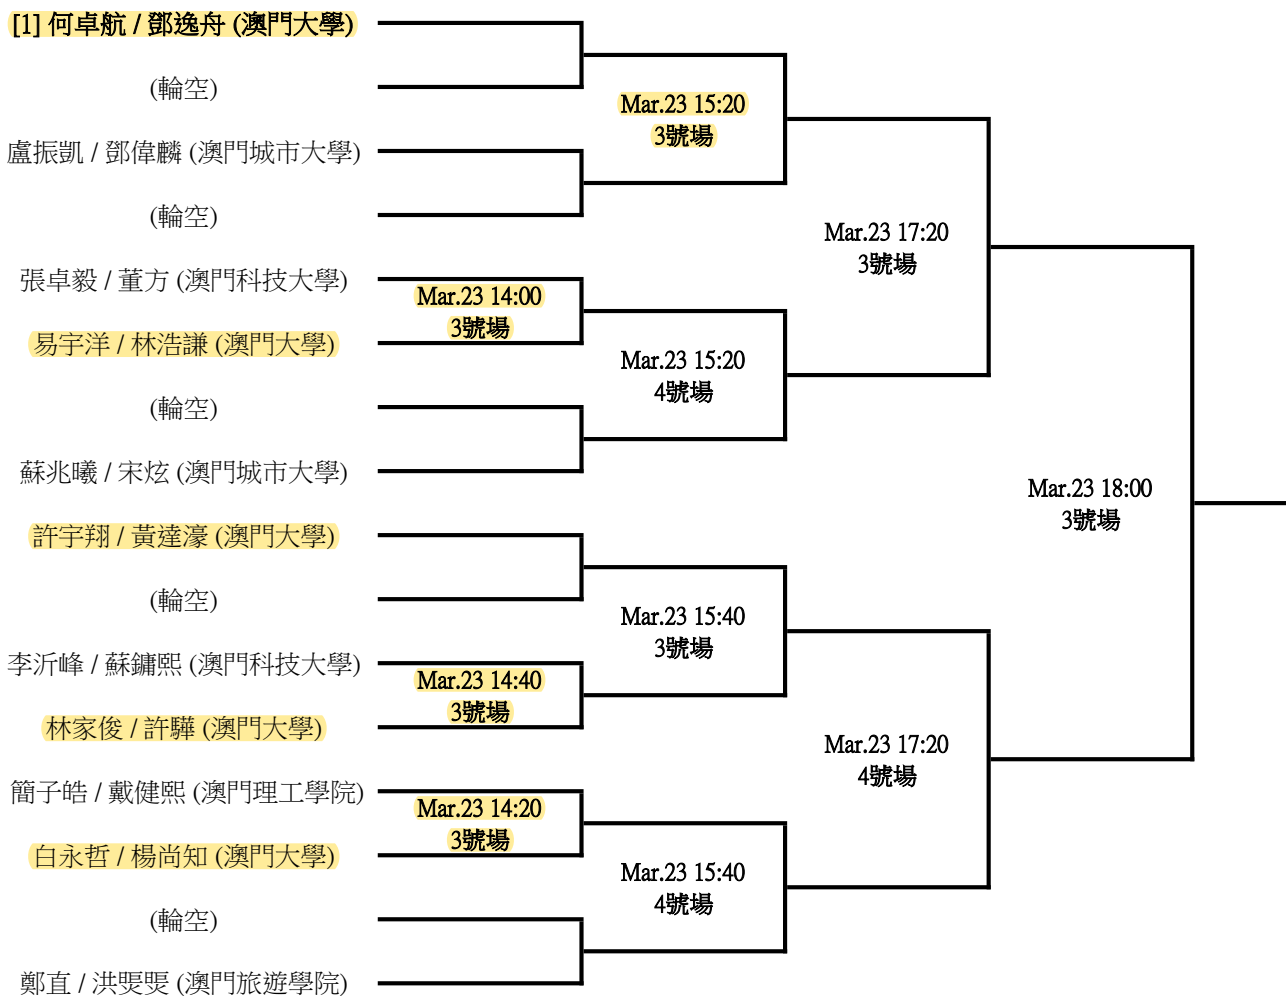 [1] 何卓航 / 鄧逸舟 (澳門大學)
(輪空)
Mar.23 15:20
3號場
盧振凱 / 鄧偉麟 (澳門城市大學)
(輪空)
Mar.23 17:20
3號場
張卓毅 / 董方 (澳門科技大學)
Mar.23 14:00
3號場
易宇洋 / 林浩謙 (澳門大學)
Mar.23 15:20
4號場
(輪空)
蘇兆曦 / 宋炫 (澳門城市大學)
Mar.23 18:00
3號場
許宇翔 / 黃達濠 (澳門大學)
(輪空)
Mar.23 15:40
3號場
李沂峰 / 蘇鏞熙 (澳門科技大學)
Mar.23 14:40
3號場
林家俊 / 許驊 (澳門大學)
Mar.23 17:20
4號場
簡子皓 / 戴健熙 (澳門理工學院)
Mar.23 14:20
3號場
白永哲 / 楊尚知 (澳門大學)
Mar.23 15:40
4號場
(輪空)
鄭直 / 洪旻旻 (澳門旅遊學院)